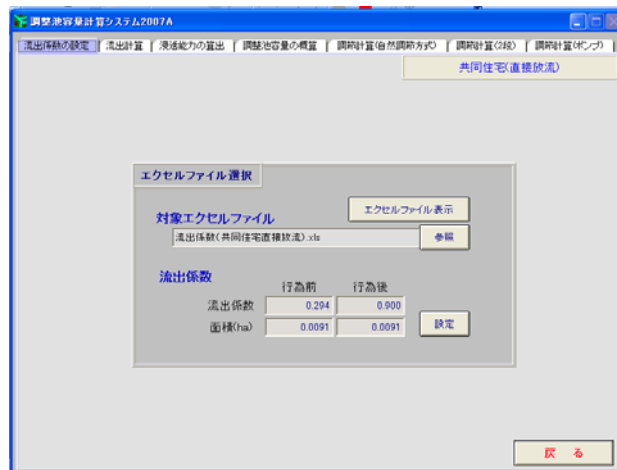 調整池容量計算システム2007A
流出係数の設定 流出計算 浸透能力の算出 調整池容量の概算 調節計算(自然調節方式) 調節計算(2段) 調節計算(ポンプ)
共同住宅(直接放流)
エクセルファイル選択
エクセルファイル表示
対象エクセルファイル
流出係数(共同住宅直接放流).xls 参照
流出係数
行為前 行為後
流出係数 0.294 0.900
面積(ha) 0.0091 0.0091 設定
戻 る